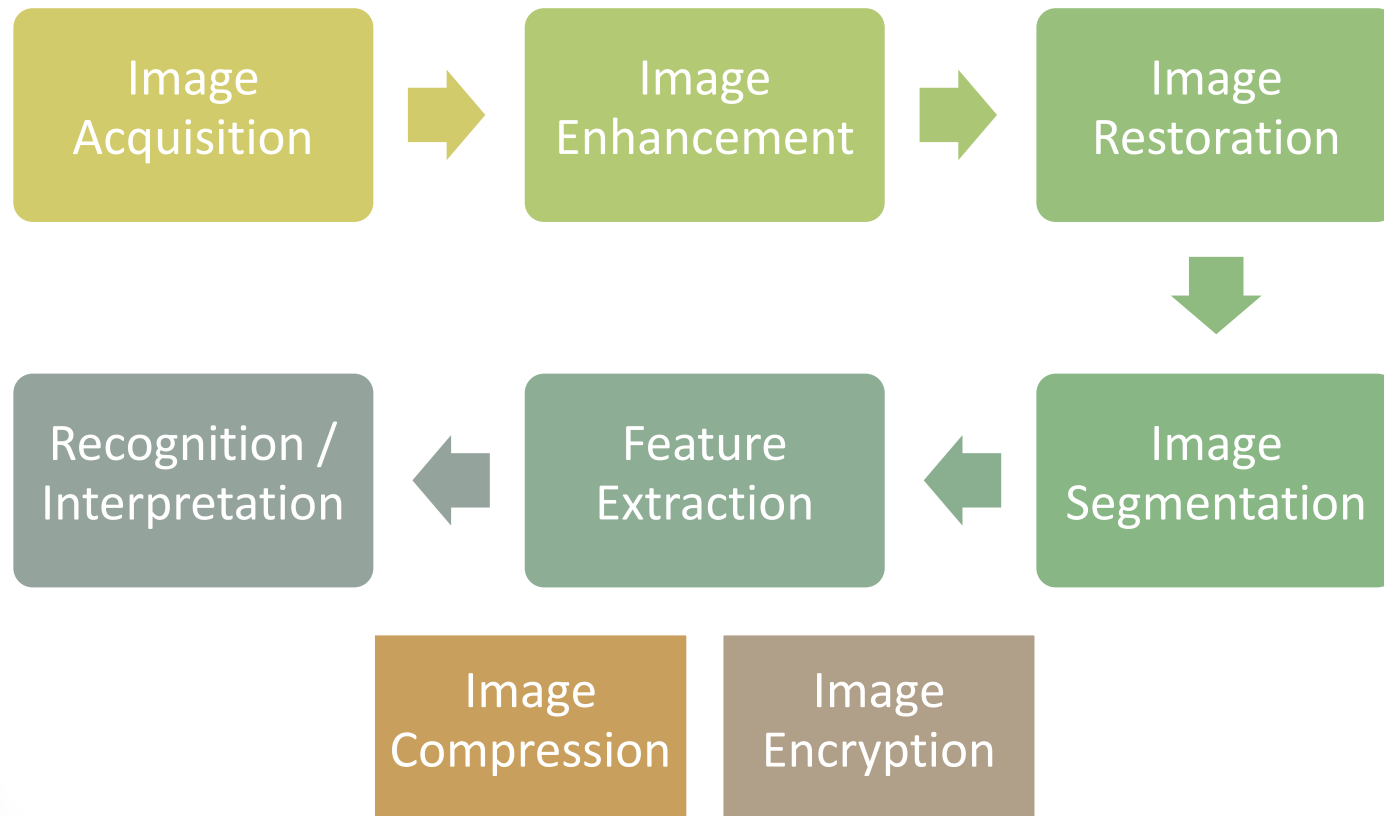 Image
Acquisition
Image
Enhancement
Image
Restoration
Image
Segmentation
Feature
Extraction
Recognition /
Interpretation
Image
Compression
Image
Encryption